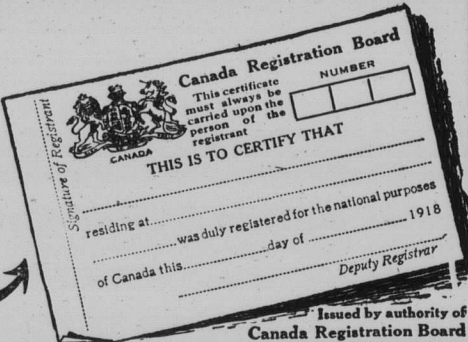 Canada Registration Board
This certificate
must always be
carried upon the
person of the
registrant
NUMBER
CANADA
THIS IS TO CERTIFY THAT
Signature of Registrant
residing at
was duly registered for the national purposes
of Canada this day of 1918
Deputy Registrar
Issued by authority of
Canada Registration Board